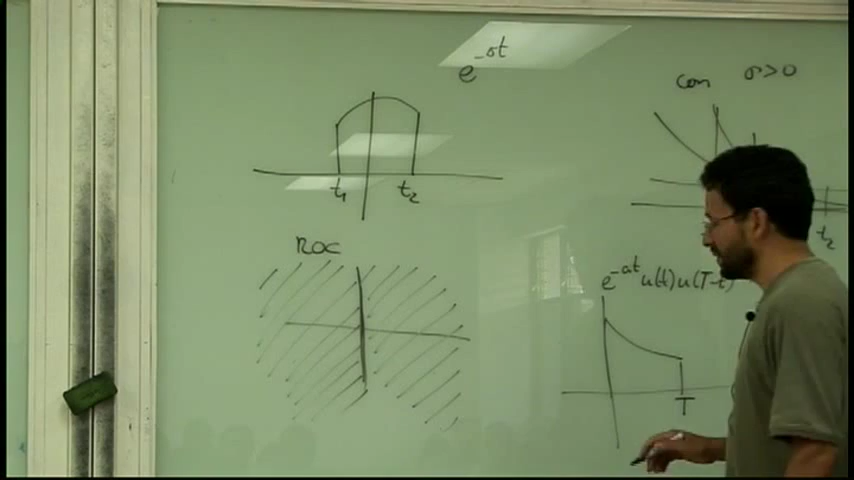 e^-σt
con σ>0
t₁ t₂
t₂
ROC
e^-at u(t)u(T-t)
T